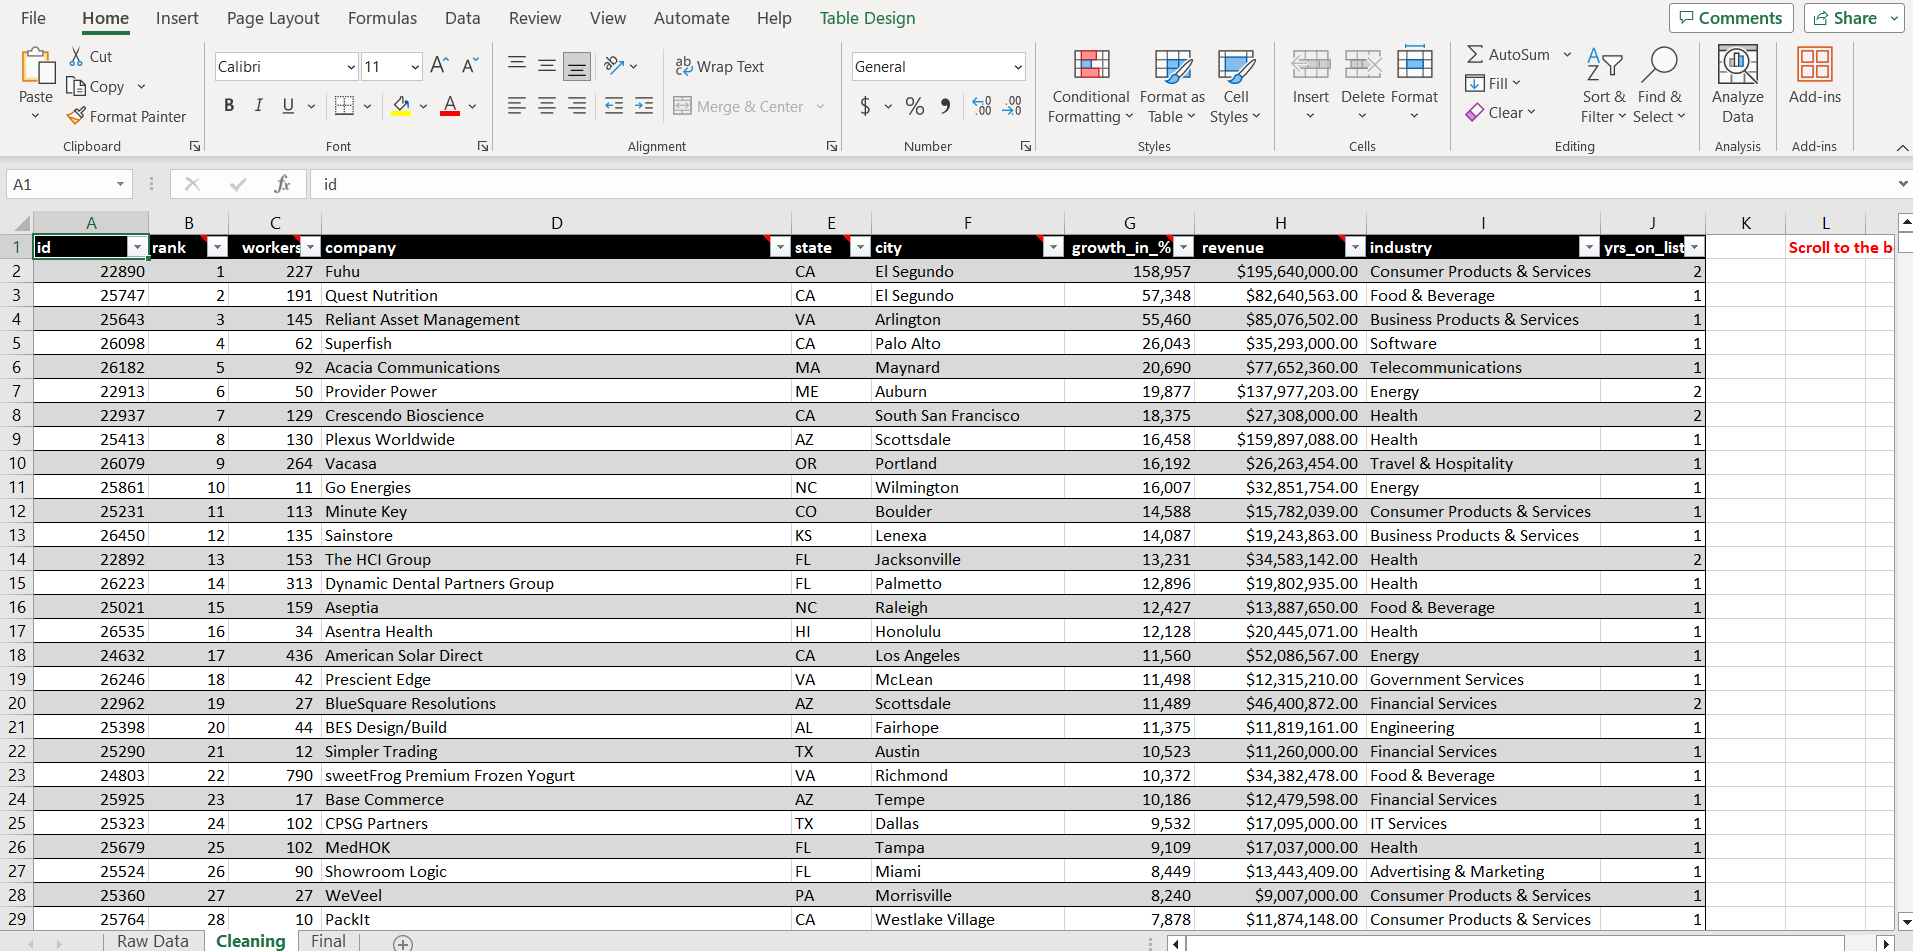 File Home Insert Page Layout Formulas Data Review View Automate Help Table Design Comments Share
Paste Cut Copy Format Painter Clipboard
Calibri 11 B I U A Font
Wrap Text Merge & Center Alignment
General $ % Number
Conditional Formatting Format as Table Cell Styles Styles
Insert Delete Format Cells
AutoSum Fill Clear Sort & Filter Find & Select Editing
Analyze Data Analysis
Add-ins Add-ins
A1 fx id
A B C D E F G H I J K L
1 id rank workers company state city growth_in_% revenue industry yrs_on_list Scroll to the b
2 22890 1 227 Fuhu CA El Segundo 158,957 $195,640,000.00 Consumer Products & Services 2
3 25747 2 191 Quest Nutrition CA El Segundo 57,348 $82,640,563.00 Food & Beverage 1
4 25643 3 145 Reliant Asset Management VA Arlington 55,460 $85,076,502.00 Business Products & Services 1
5 26098 4 62 Superfish CA Palo Alto 26,043 $35,293,000.00 Software 1
6 26182 5 92 Acacia Communications MA Maynard 20,690 $77,652,360.00 Telecommunications 1
7 22913 6 50 Provider Power ME Auburn 19,877 $137,977,203.00 Energy 2
8 22937 7 129 Crescendo Bioscience CA South San Francisco 18,375 $27,308,000.00 Health 2
9 25413 8 130 Plexus Worldwide AZ Scottsdale 16,458 $159,897,088.00 Health 1
10 26079 9 264 Vacasa OR Portland 16,192 $26,263,454.00 Travel & Hospitality 1
11 25861 10 11 Go Energies NC Wilmington 16,007 $32,851,754.00 Energy 1
12 25231 11 113 Minute Key CO Boulder 14,588 $15,782,039.00 Consumer Products & Services 1
13 26450 12 135 Sainstore KS Lenexa 14,087 $19,243,863.00 Business Products & Services 1
14 22892 13 153 The HCI Group FL Jacksonville 13,231 $34,583,142.00 Health 2
15 26223 14 313 Dynamic Dental Partners Group FL Palmetto 12,896 $19,802,935.00 Health 1
16 25021 15 159 Aseptia NC Raleigh 12,427 $13,887,650.00 Food & Beverage 1
17 26535 16 34 Asentra Health HI Honolulu 12,128 $20,445,071.00 Health 1
18 24632 17 436 American Solar Direct CA Los Angeles 11,560 $52,086,567.00 Energy 1
19 26246 18 42 Prescient Edge VA McLean 11,498 $12,315,210.00 Government Services 1
20 22962 19 27 BlueSquare Resolutions AZ Scottsdale 11,489 $46,400,872.00 Financial Services 2
21 25398 20 44 BES Design/Build AL Fairhope 11,375 $11,819,161.00 Engineering 1
22 25290 21 12 Simpler Trading TX Austin 10,523 $11,260,000.00 Financial Services 1
23 24803 22 790 sweetFrog Premium Frozen Yogurt VA Richmond 10,372 $34,382,478.00 Food & Beverage 1
24 25925 23 17 Base Commerce AZ Tempe 10,186 $12,479,598.00 Financial Services 1
25 25323 24 102 CPSG Partners TX Dallas 9,532 $17,095,000.00 IT Services 1
26 25679 25 102 MedHOK FL Tampa 9,109 $17,037,000.00 Health 1
27 25524 26 90 Showroom Logic FL Miami 8,449 $13,443,409.00 Advertising & Marketing 1
28 25360 27 27 WeVeel PA Morrisville 8,240 $9,007,000.00 Consumer Products & Services 1
29 25764 28 10 PackIt CA Westlake Village 7,878 $11,874,148.00 Consumer Products & Services 1
Raw Data Cleaning Final